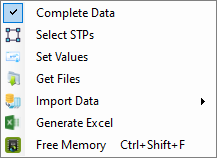 Complete Data
Select STPs
Set Values
Get Files
Import Data
Generate Excel
Free Memory Ctrl+Shift+F